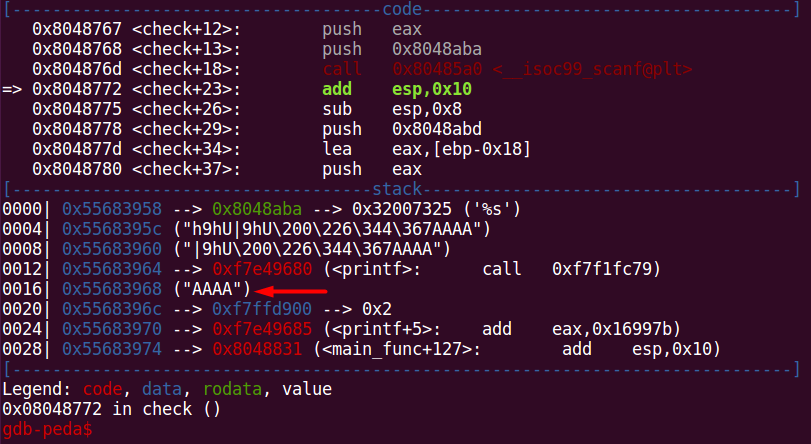 [-------------------------------------code-------------------------------------]
   0x8048767 <check+12>:        push   eax
   0x8048768 <check+13>:        push   0x8048aba
   0x804876d <check+18>:        call   0x80485a0 <__isoc99_scanf@plt>
=> 0x8048772 <check+23>:        add    esp,0x10
   0x8048775 <check+26>:        sub    esp,0x8
   0x8048778 <check+29>:        push   0x8048abd
   0x804877d <check+34>:        lea    eax,[ebp-0x18]
   0x8048780 <check+37>:        push   eax
[------------------------------------stack-------------------------------------]
0000| 0x55683958 --> 0x8048aba --> 0x32007325 ('%s')
0004| 0x5568395c ("h9hU|9hU\200\226\344\367AAAA")
0008| 0x55683960 ("|9hU\200\226\344\367AAAA")
0012| 0x55683964 --> 0xf7e49680 (<printf>:      call   0xf7f1fc79)
0016| 0x55683968 ("AAAA")
0020| 0x5568396c --> 0xf7ffd900 --> 0x2
0024| 0x55683970 --> 0xf7e49685 (<printf+5>:    add    eax,0x16997b)
0028| 0x55683974 --> 0x8048831 (<main_func+127>:        add    esp,0x10)
[------------------------------------------------------------------------------]
Legend: code, data, rodata, value
0x08048772 in check ()
gdb-peda$